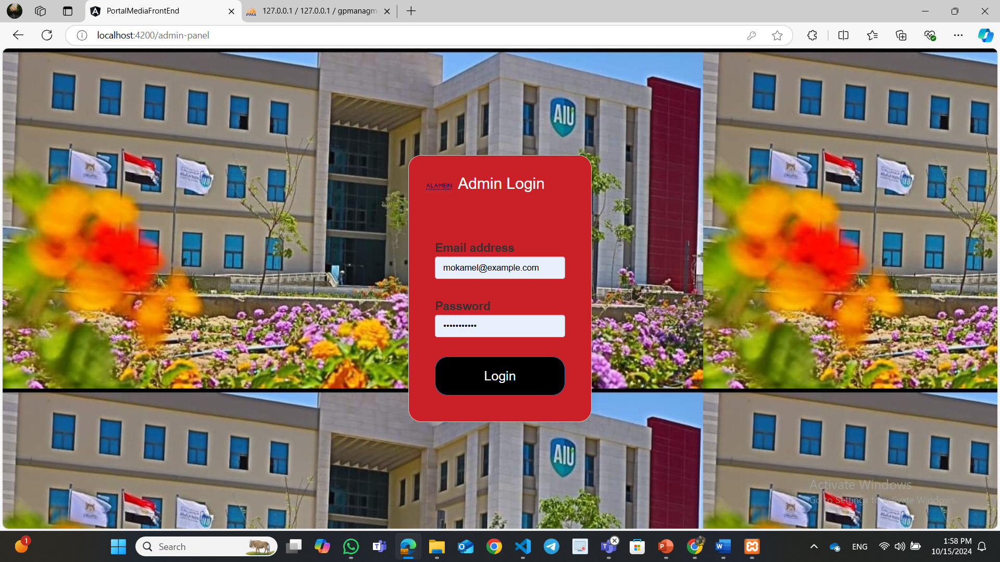 PortalMediaFrontEnd
127.0.0.1 / 127.0.0.1 / gpmanagm
localhost:4200/admin-panel
AIU
ALAMEIN
Admin Login
Email address
mokamel@example.com
Password
•••••••••••
Login
AIU
Activate Windows
Go to Settings to activate Windows.
1
Search
ENG
1:58 PM
10/15/2024